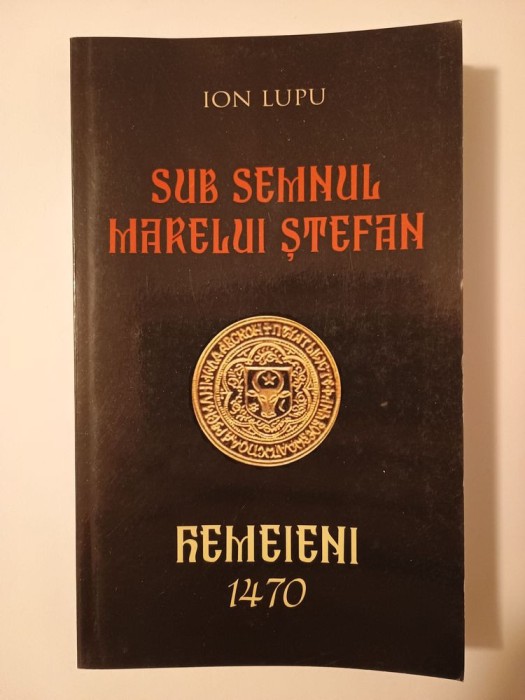 ION LUPU
SUB SEMNUL
MARELUI ȘTEFAN
HEMEIENI
1470